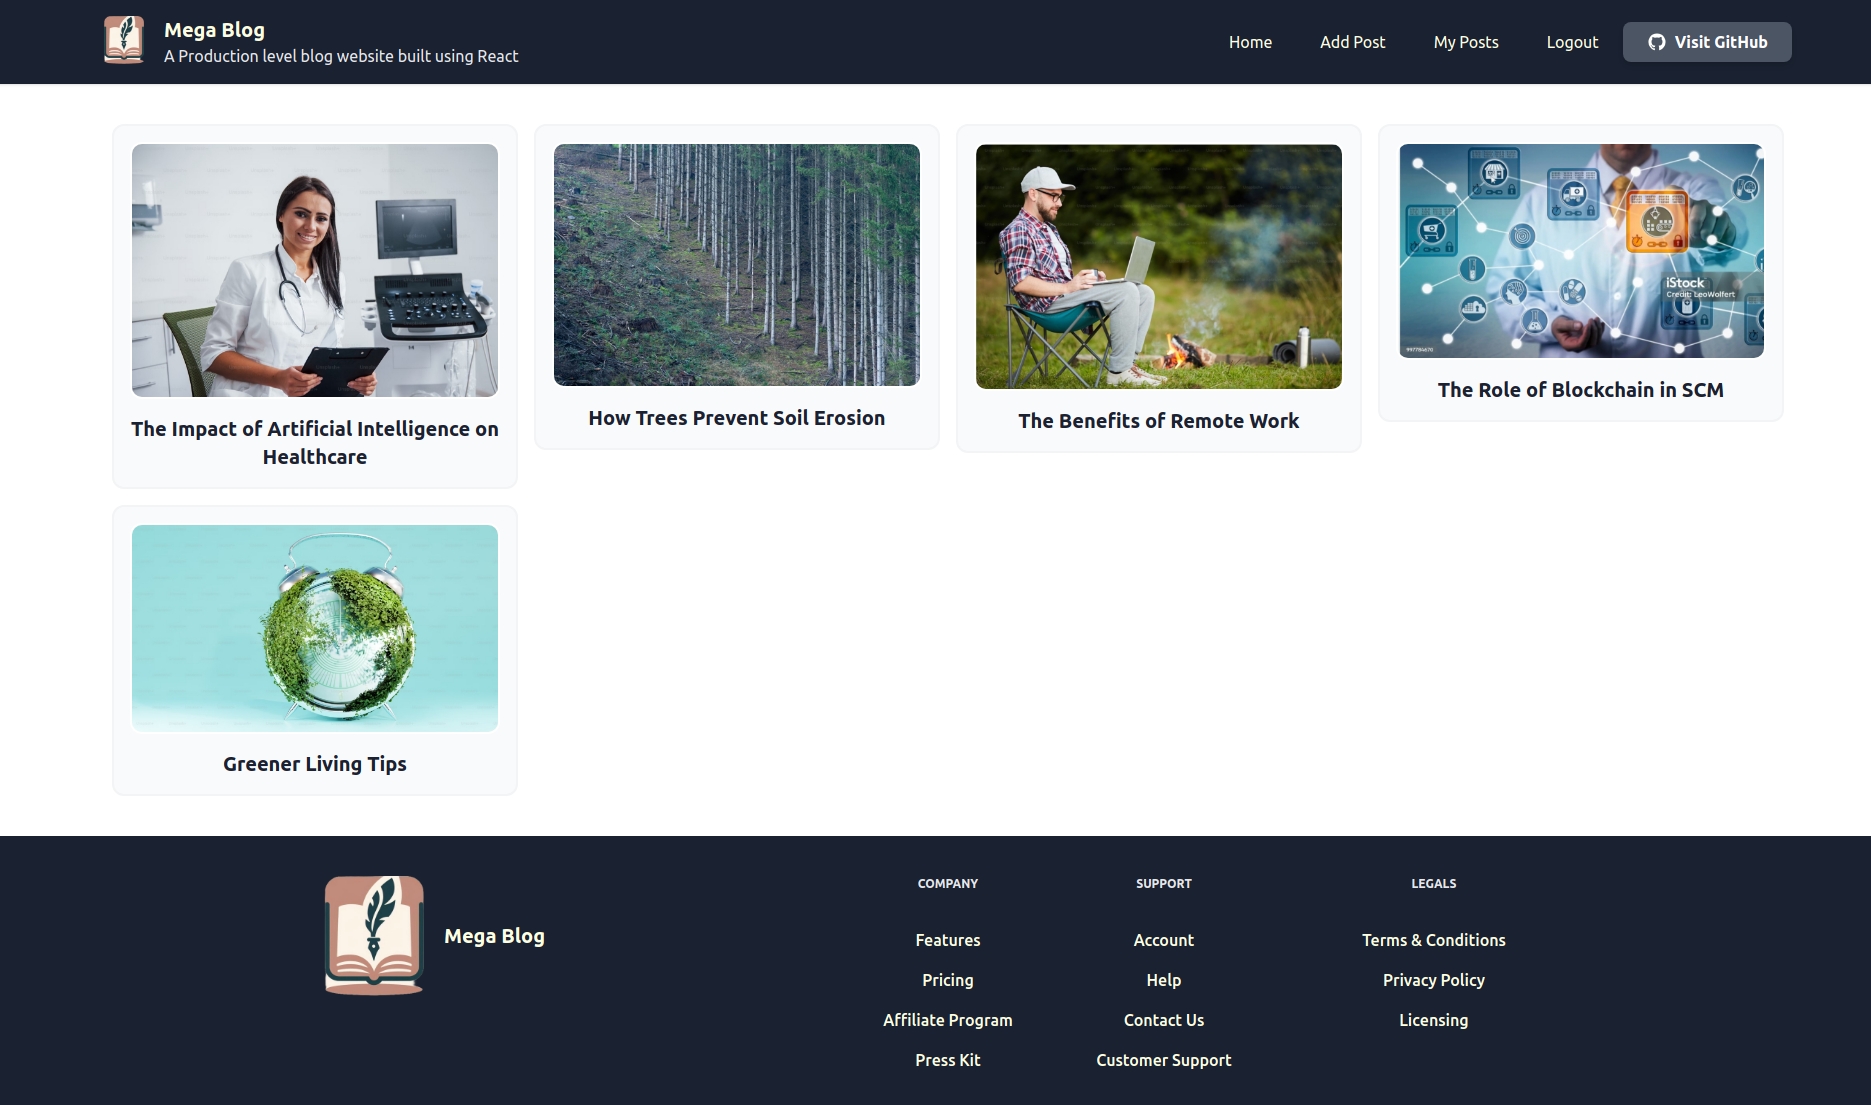 Mega Blog
A Production level blog website built using React
Home
Add Post
My Posts
Logout
Visit GitHub
iStock
Credit: LeoWolfert
997784670
The Impact of Artificial Intelligence on
Healthcare
How Trees Prevent Soil Erosion
The Benefits of Remote Work
The Role of Blockchain in SCM
Greener Living Tips
Mega Blog
COMPANY
Features
Pricing
Affiliate Program
Press Kit
SUPPORT
Account
Help
Contact Us
Customer Support
LEGALS
Terms & Conditions
Privacy Policy
Licensing